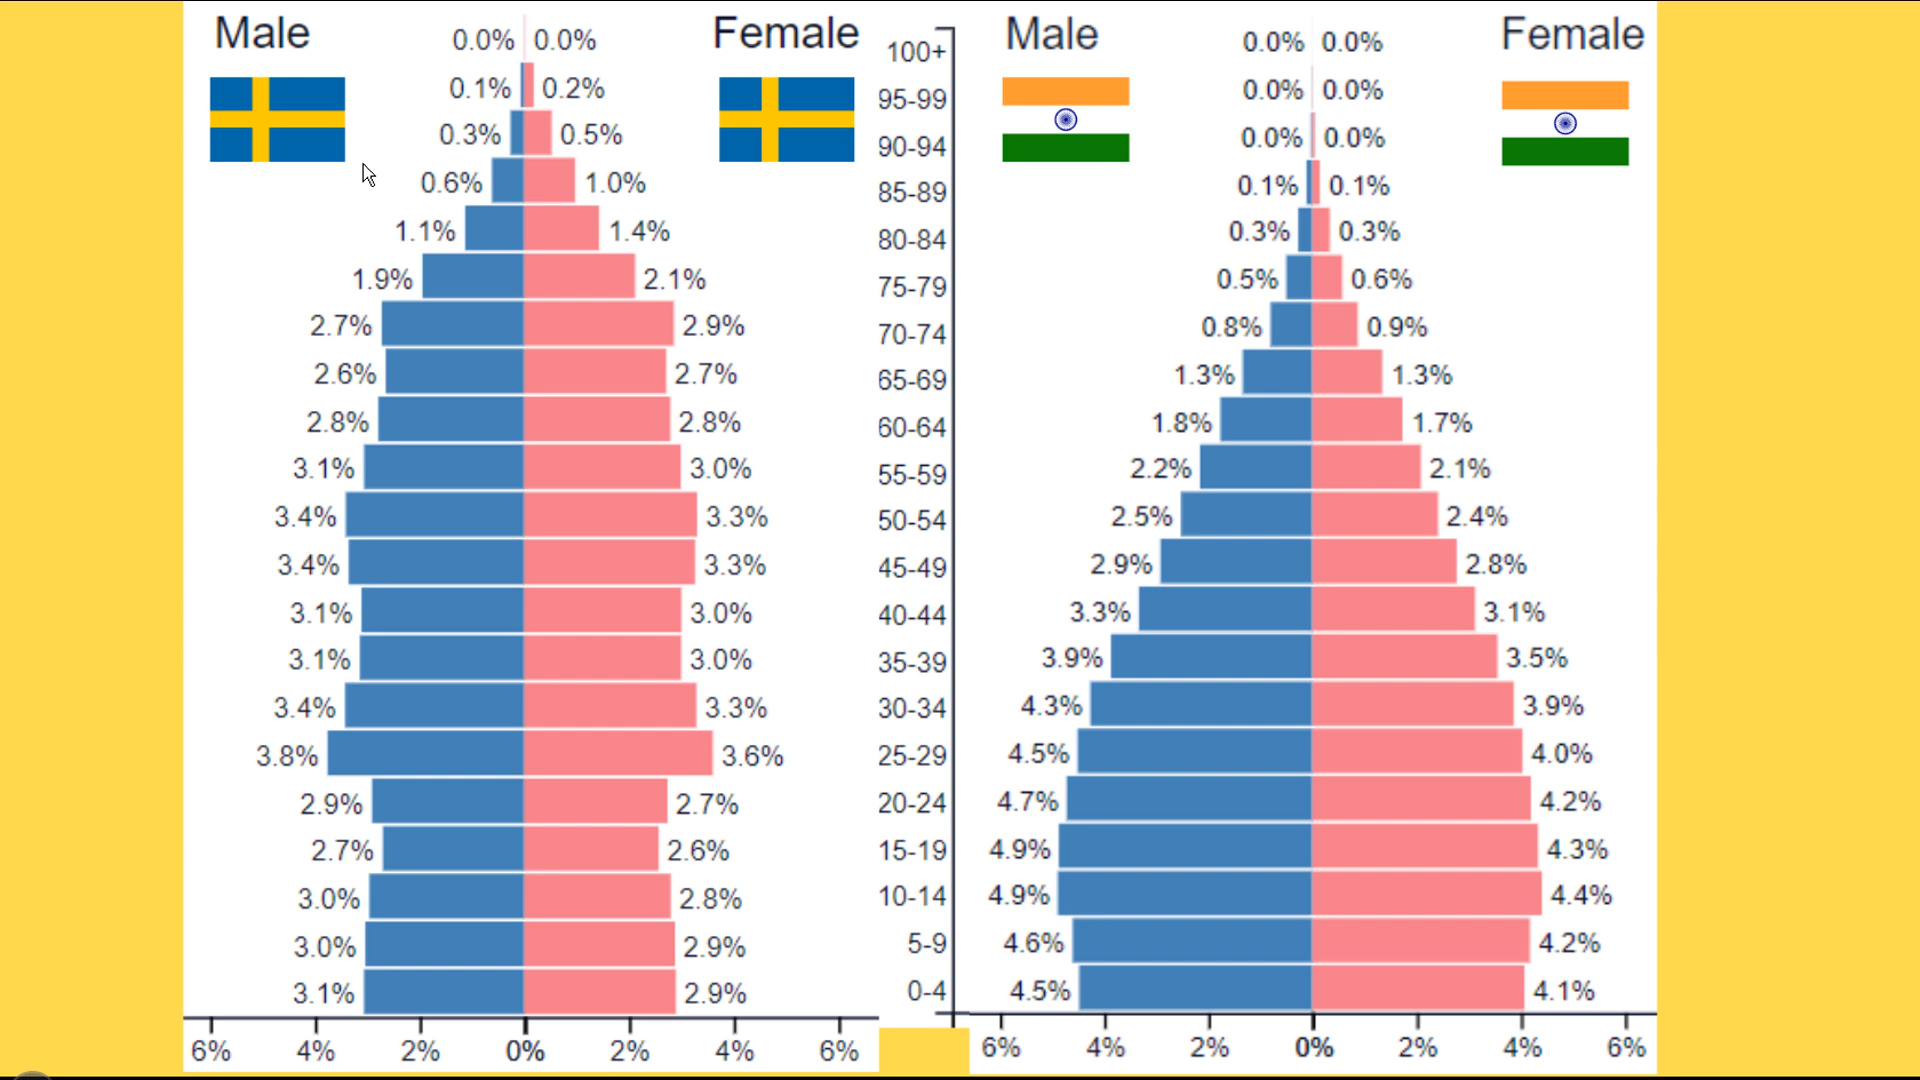 Male 0.0% 0.0% Female 100+ Male 0.0% 0.0% Female
0.1% 0.2% 95-99 0.0% 0.0%
0.3% 0.5% 90-94 0.0% 0.0%
0.6% 1.0% 85-89 0.1% 0.1%
1.1% 1.4% 80-84 0.3% 0.3%
1.9% 2.1% 75-79 0.5% 0.6%
2.7% 2.9% 70-74 0.8% 0.9%
2.6% 2.7% 65-69 1.3% 1.3%
2.8% 2.8% 60-64 1.8% 1.7%
3.1% 3.0% 55-59 2.2% 2.1%
3.4% 3.3% 50-54 2.5% 2.4%
3.4% 3.3% 45-49 2.9% 2.8%
3.1% 3.0% 40-44 3.3% 3.1%
3.1% 3.0% 35-39 3.9% 3.5%
3.4% 3.3% 30-34 4.3% 3.9%
3.8% 3.6% 25-29 4.5% 4.0%
2.9% 2.7% 20-24 4.7% 4.2%
2.7% 2.6% 15-19 4.9% 4.3%
3.0% 2.8% 10-14 4.9% 4.4%
3.0% 2.9% 5-9 4.6% 4.2%
3.1% 2.9% 0-4 4.5% 4.1%
6% 4% 2% 0% 2% 4% 6% 6% 4% 2% 0% 2% 4% 6%